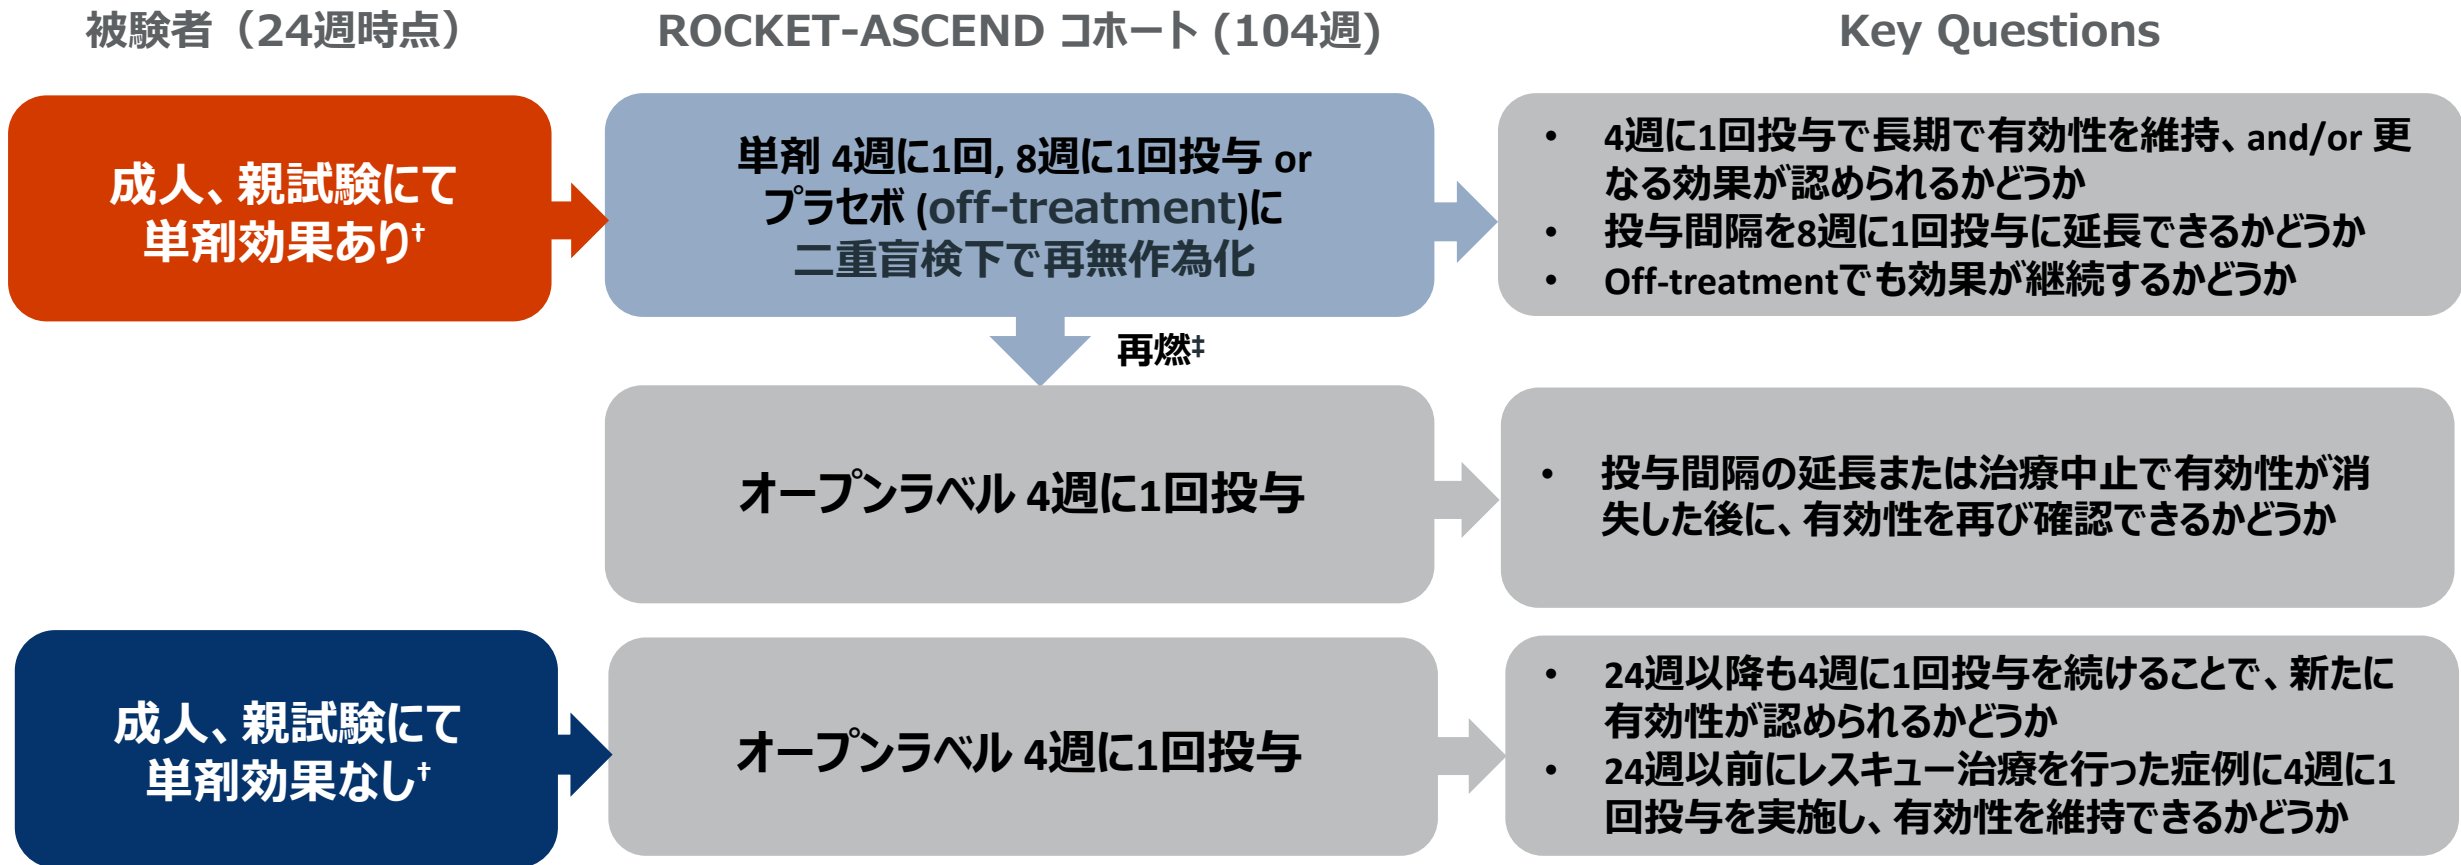 被験者（24週時点）
ROCKET-ASCEND コホート (104週)
Key Questions
成人、親試験にて
単剤効果あり†
単剤 4週に1回, 8週に1回投与 or
プラセボ (off-treatment)に
二重盲検下で再無作為化
• 4週に1回投与で長期で有効性を維持、and/or 更
なる効果が認められるかどうか
• 投与間隔を8週に1回投与に延長できるかどうか
• Off-treatmentでも効果が継続するかどうか
再燃‡
オープンラベル 4週に1回投与
• 投与間隔の延長または治療中止で有効性が消
失した後に、有効性を再び確認できるかどうか
成人、親試験にて
単剤効果なし†
オープンラベル 4週に1回投与
• 24週以降も4週に1回投与を続けることで、新たに
有効性が認められるかどうか
• 24週以前にレスキュー治療を行った症例に4週に1
回投与を実施し、有効性を維持できるかどうか